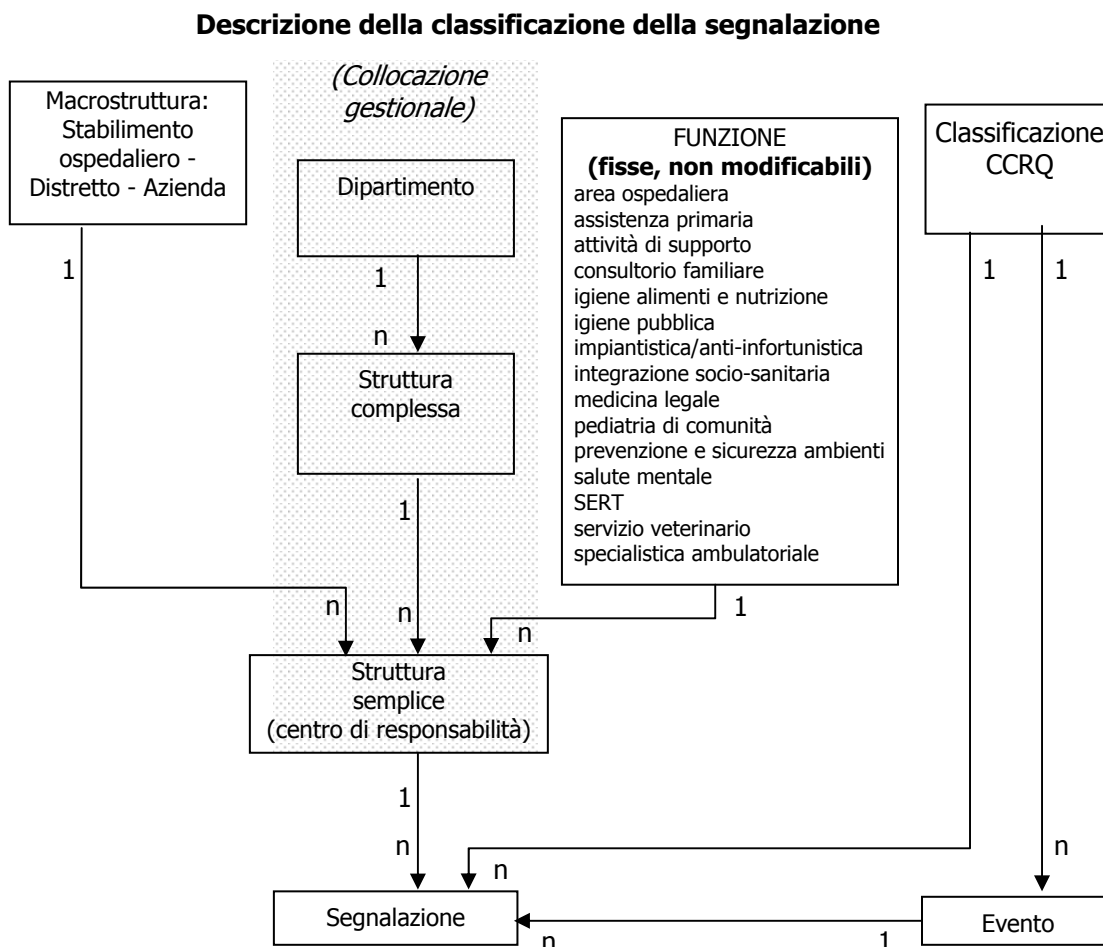 Descrizione della classificazione della segnalazione
(Collocazione
gestionale)
Macrostruttura:
Stabilimento
ospedaliero -
Distretto - Azienda
Dipartimento
FUNZIONE
(fisse, non modificabili)
area ospedaliera
assistenza primaria
attività di supporto
consultorio familiare
igiene alimenti e nutrizione
igiene pubblica
impiantistica/anti-infortunistica
integrazione socio-sanitaria
medicina legale
pediatria di comunità
prevenzione e sicurezza ambienti
salute mentale
SERT
servizio veterinario
specialistica ambulatoriale
Classificazione
CCRQ
1
1
1
1
n
Struttura
complessa
1
n
n
1
n
Struttura
semplice
(centro di responsabilità)
1
n
n
n
Segnalazione
Evento
n
1